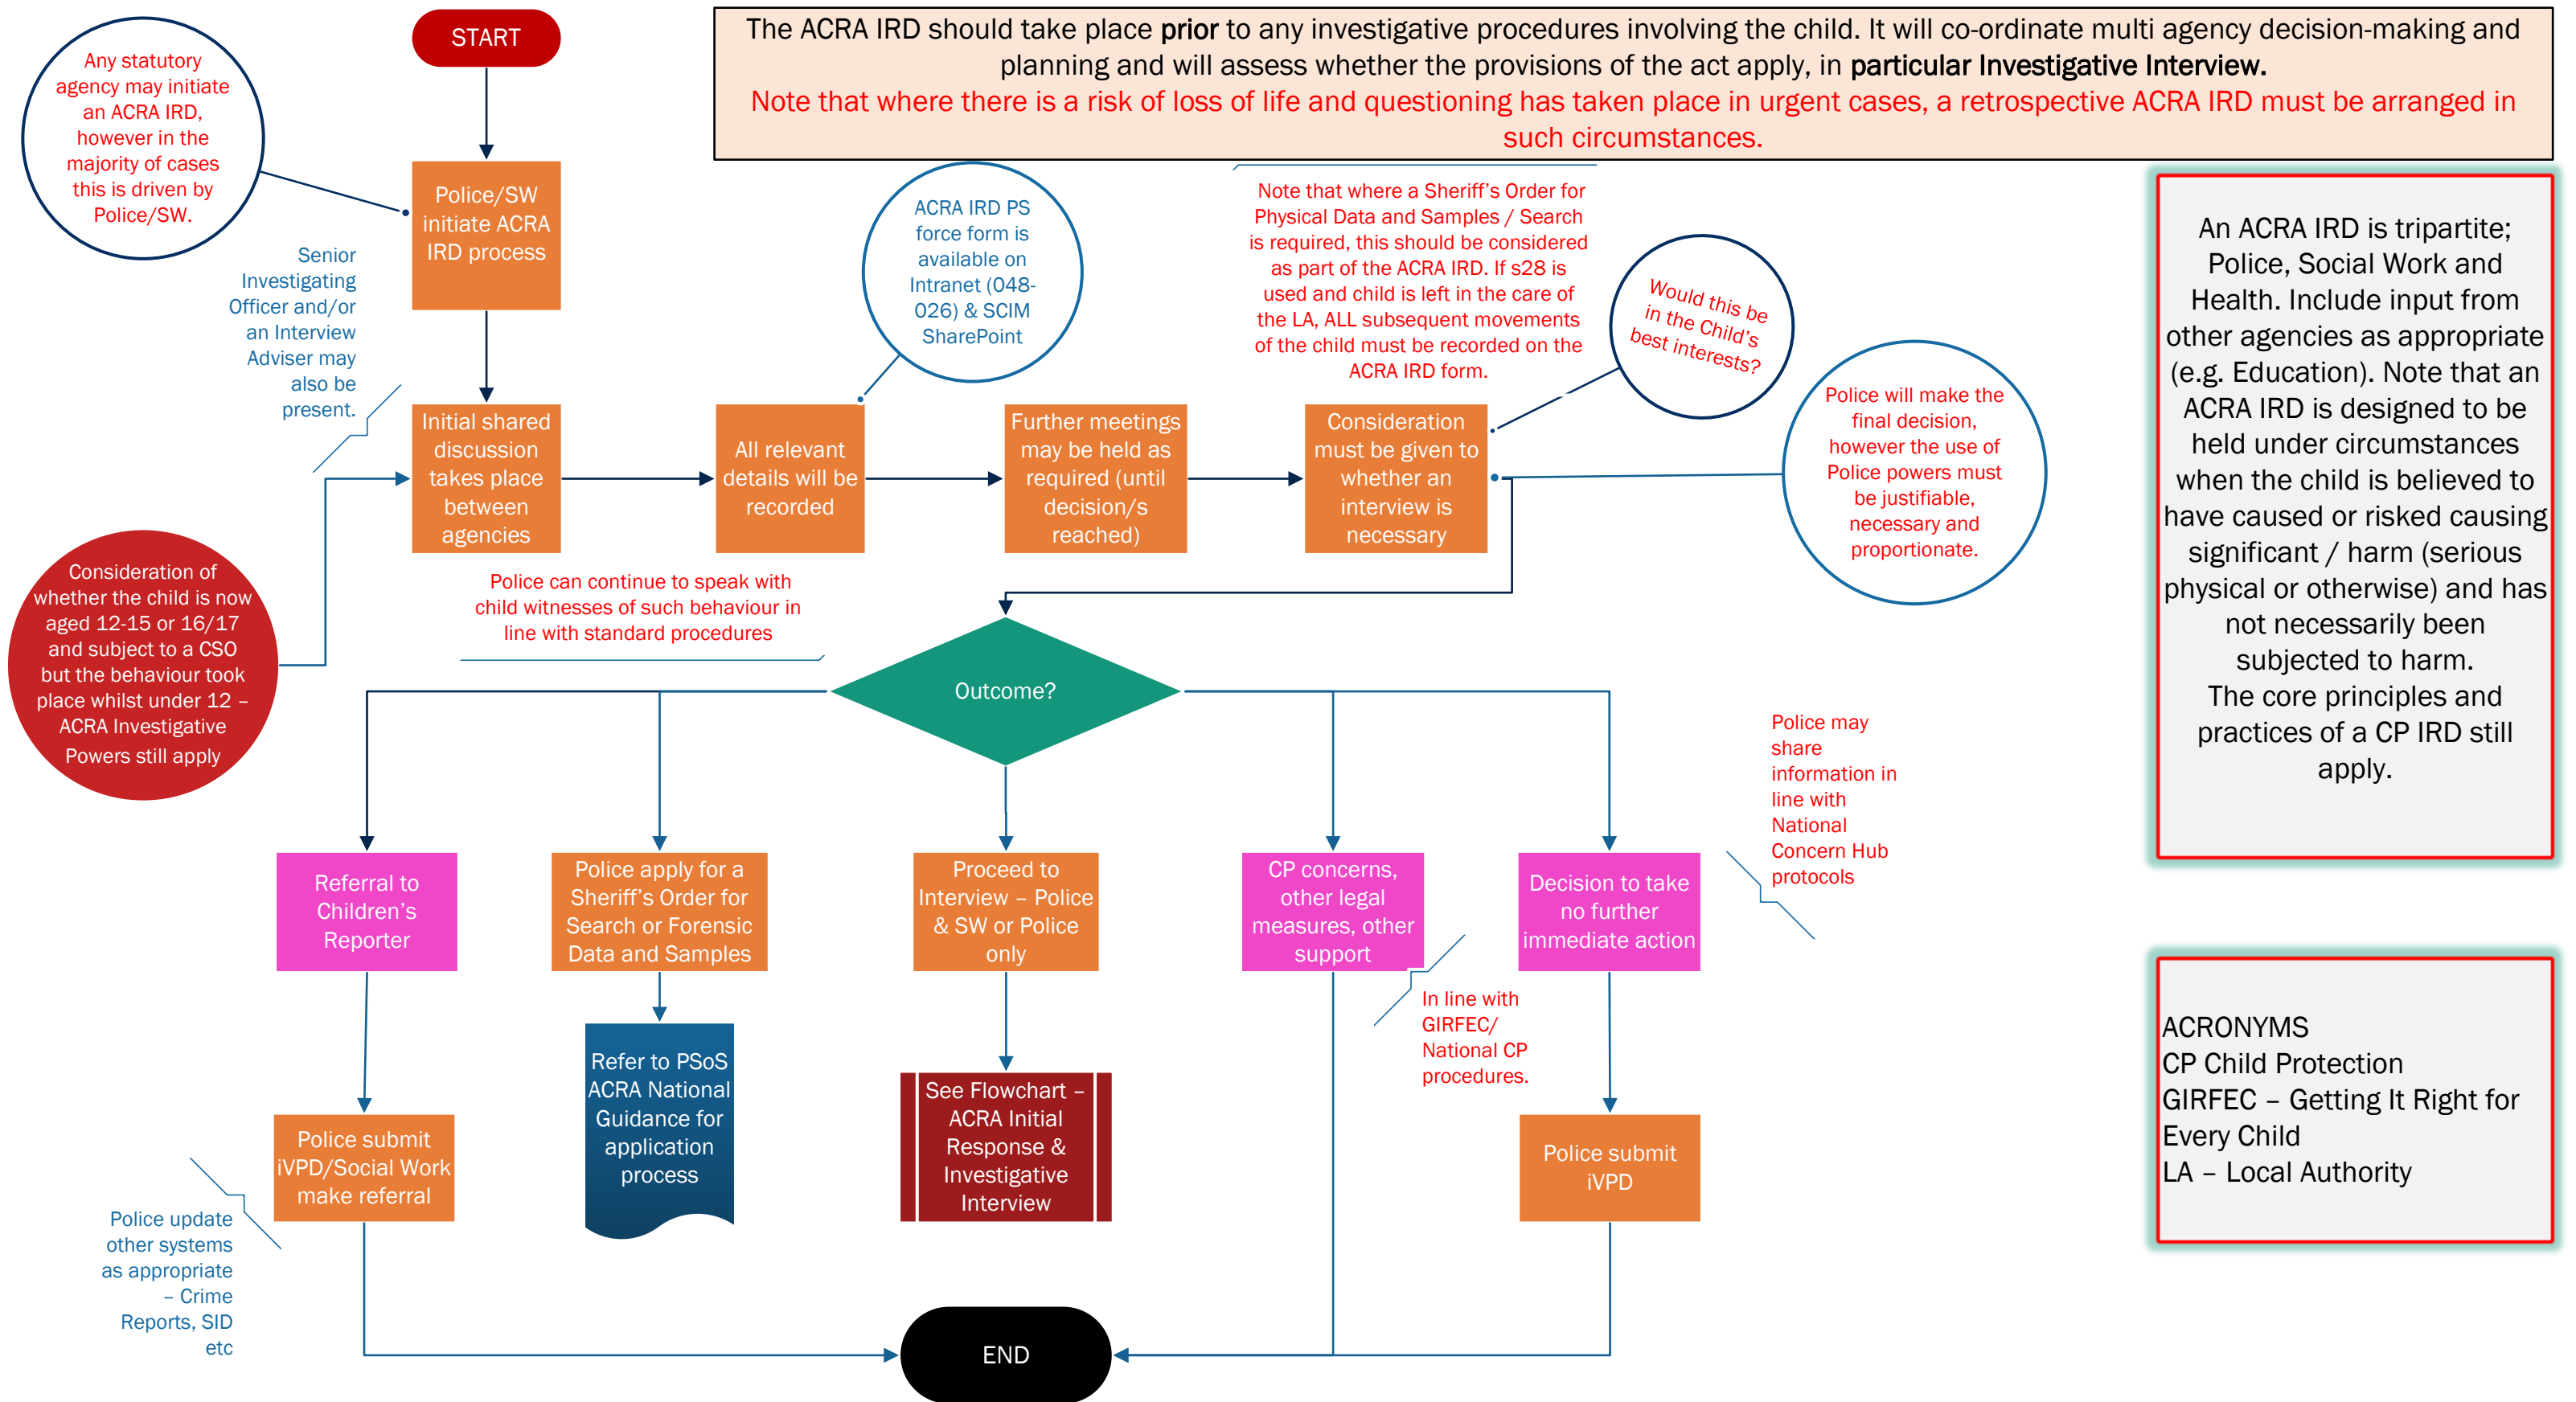 START
The ACRA IRD should take place prior to any investigative procedures involving the child. It will co-ordinate multi agency decision-making and
planning and will assess whether the provisions of the act apply, in particular Investigative Interview.
Note that where there is a risk of loss of life and questioning has taken place in urgent cases, a retrospective ACRA IRD must be arranged in
such circumstances.
Any statutory
agency may initiate
an ACRA IRD,
however in the
majority of cases
this is driven by
Police/SW.
Police/SW
initiate ACRA
IRD process
Senior
Investigating
Officer and/or
an Interview
Adviser may
also be
present.
ACRA IRD PS
force form is
available on
Intranet (048-
026) & SCIM
SharePoint
Note that where a Sheriff's Order for
Physical Data and Samples / Search
is required, this should be considered
as part of the ACRA IRD. If s28 is
used and child is left in the care of
the LA, ALL subsequent movements
of the child must be recorded on the
ACRA IRD form.
Would this be
in the Child's
best interests?
Police will make the
final decision,
however the use of
Police powers must
be justifiable,
necessary and
proportionate.
An ACRA IRD is tripartite;
Police, Social Work and
Health. Include input from
other agencies as appropriate
(e.g. Education). Note that an
ACRA IRD is designed to be
held under circumstances
when the child is believed to
have caused or risked causing
significant / harm (serious
physical or otherwise) and has
not necessarily been
subjected to harm.
The core principles and
practices of a CP IRD still
apply.
Initial shared
discussion
takes place
between
agencies
All relevant
details will be
recorded
Further meetings
may be held as
required (until
decision/s
reached)
Consideration
must be given to
whether an
interview is
necessary
Consideration of
whether the child is now
aged 12-15 or 16/17
and subject to a CSO
but the behaviour took
place whilst under 12 –
ACRA Investigative
Powers still apply
Police can continue to speak with
child witnesses of such behaviour in
line with standard procedures
Outcome?
Police may
share
information in
line with
National
Concern Hub
protocols
Referral to
Children's
Reporter
Police apply for a
Sheriff's Order for
Search or Forensic
Data and Samples
Proceed to
Interview – Police
& SW or Police
only
CP concerns,
other legal
measures, other
support
Decision to take
no further
immediate action
In line with
GIRFEC/
National CP
procedures.
Refer to PSoS
ACRA National
Guidance for
application
process
See Flowchart –
ACRA Initial
Response &
Investigative
Interview
Police submit
iVPD/Social Work
make referral
Police submit
iVPD
Police update
other systems
as appropriate
– Crime
Reports, SID
etc
END
ACRONYMS
CP Child Protection
GIRFEC – Getting It Right for
Every Child
LA – Local Authority